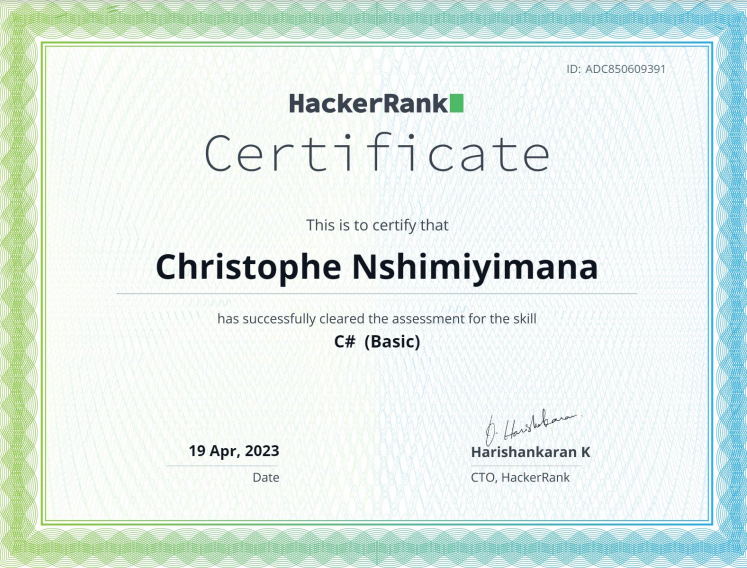 ID: ADC850609391
HackerRank
Certificate
This is to certify that
Christophe Nshimiyimana
has successfully cleared the assessment for the skill
C# (Basic)
19 Apr, 2023
Date
Harishankaran K
CTO, HackerRank